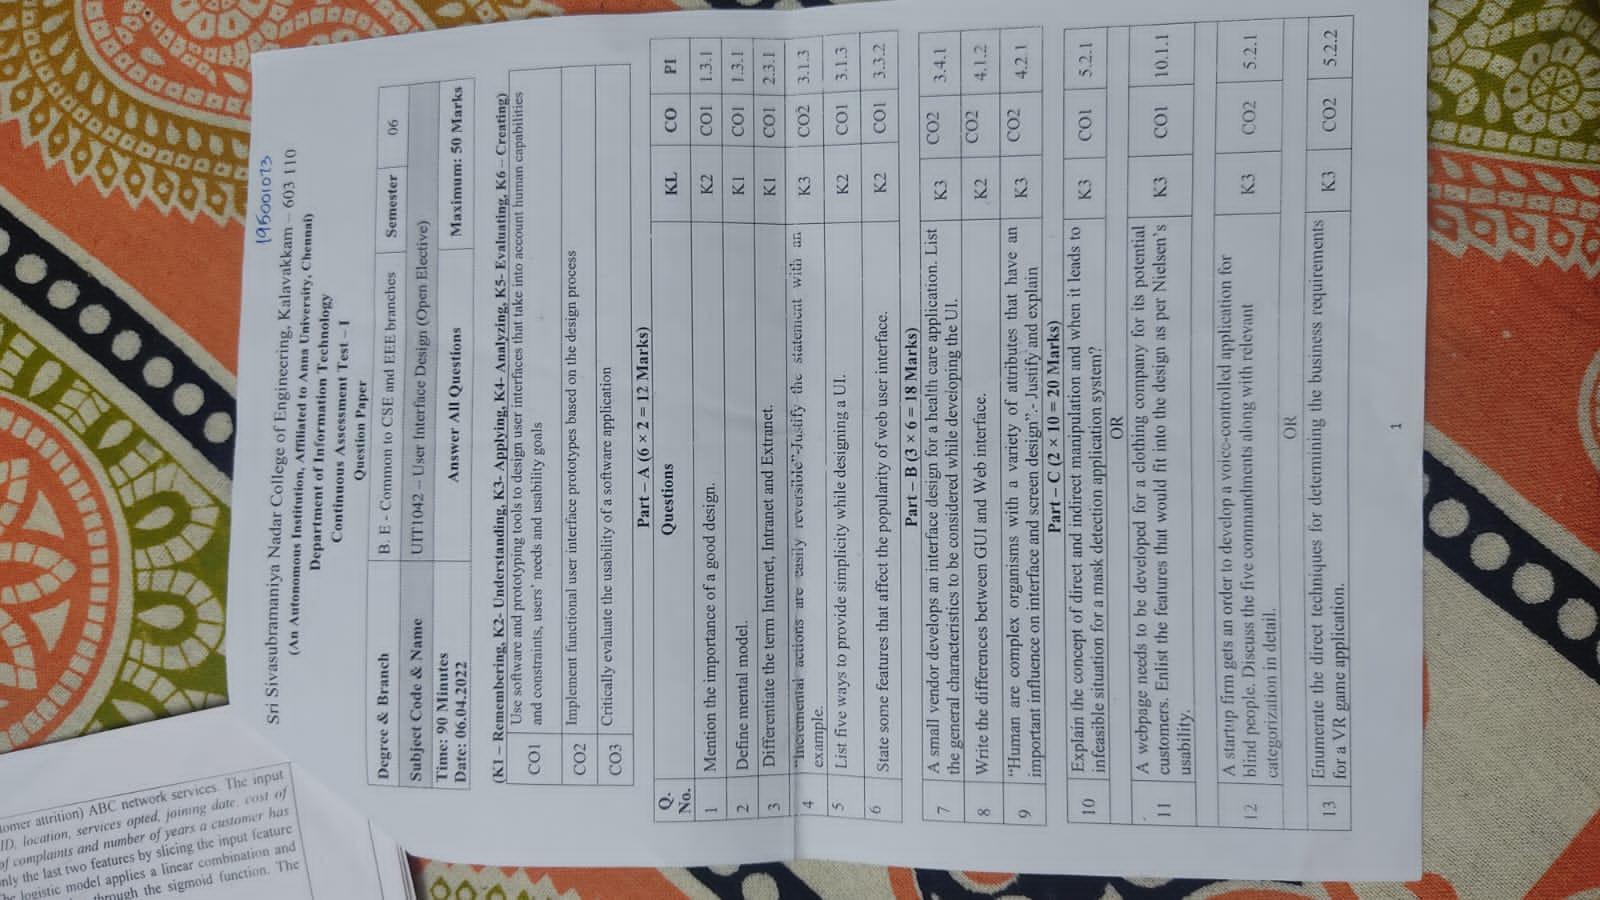 195001073
Sri Sivasubramaniya Nadar College of Engineering, Kalavakkam – 603 110
(An Autonomous Institution, Affiliated to Anna University, Chennai)
Department of Information Technology
Continuous Assessment Test – I
Question Paper
Degree & Branch B. E - Common to CSE and EEE branches Semester 06
Subject Code & Name UIT1042 – User Interface Design (Open Elective)
Time: 90 Minutes Answer All Questions Maximum: 50 Marks
Date: 06.04.2022
(K1 – Remembering, K2- Understanding, K3- Applying, K4- Analyzing, K5- Evaluating, K6 – Creating)
CO1 Use software and prototyping tools to design user interfaces that take into account human capabilities
and constraints, users' needs and usability goals
CO2 Implement functional user interface prototypes based on the design process
CO3 Critically evaluate the usability of a software application
Part – A (6 × 2 = 12 Marks)
Q. No. Questions KL CO PI
1 Mention the importance of a good design. K2 CO1 1.3.1
2 Define mental model. K1 CO1 1.3.1
3 Differentiate the term Internet, Intranet and Extranet. K1 CO1 2.3.1
4 "Incremental actions are easily reversible"-Justify the statement with an K3 CO2 3.1.3
example.
5 List five ways to provide simplicity while designing a UI. K2 CO1 3.1.3
6 State some features that affect the popularity of web user interface. K2 CO1 3.3.2
Part – B (3 × 6 = 18 Marks)
7 A small vendor develops an interface design for a health care application. List K3 CO2 3.4.1
the general characteristics to be considered while developing the UI.
8 Write the differences between GUI and Web interface. K2 CO2 4.1.2
9 "Human are complex organisms with a variety of attributes that have an K3 CO2 4.2.1
important influence on interface and screen design".- Justify and explain
Part – C (2 × 10 = 20 Marks)
10 Explain the concept of direct and indirect manipulation and when it leads to K3 CO1 5.2.1
infeasible situation for a mask detection application system?
OR
11 A webpage needs to be developed for a clothing company for its potential K3 CO1 10.1.1
customers. Enlist the features that would fit into the design as per Nielsen's
usability.
12 A startup firm gets an order to develop a voice-controlled application for K3 CO2 5.2.1
blind people. Discuss the five commandments along with relevant
categorization in detail.
OR
13 Enumerate the direct techniques for determining the business requirements K3 CO2 5.2.2
for a VR game application.
1
tomer attrition) ABC network services. The input
ID, location, services opted, joining date, cost of
of complaints and number of years a customer has
only the last two features by slicing the input feature
logistic model applies a linear combination and
through the sigmoid function. The